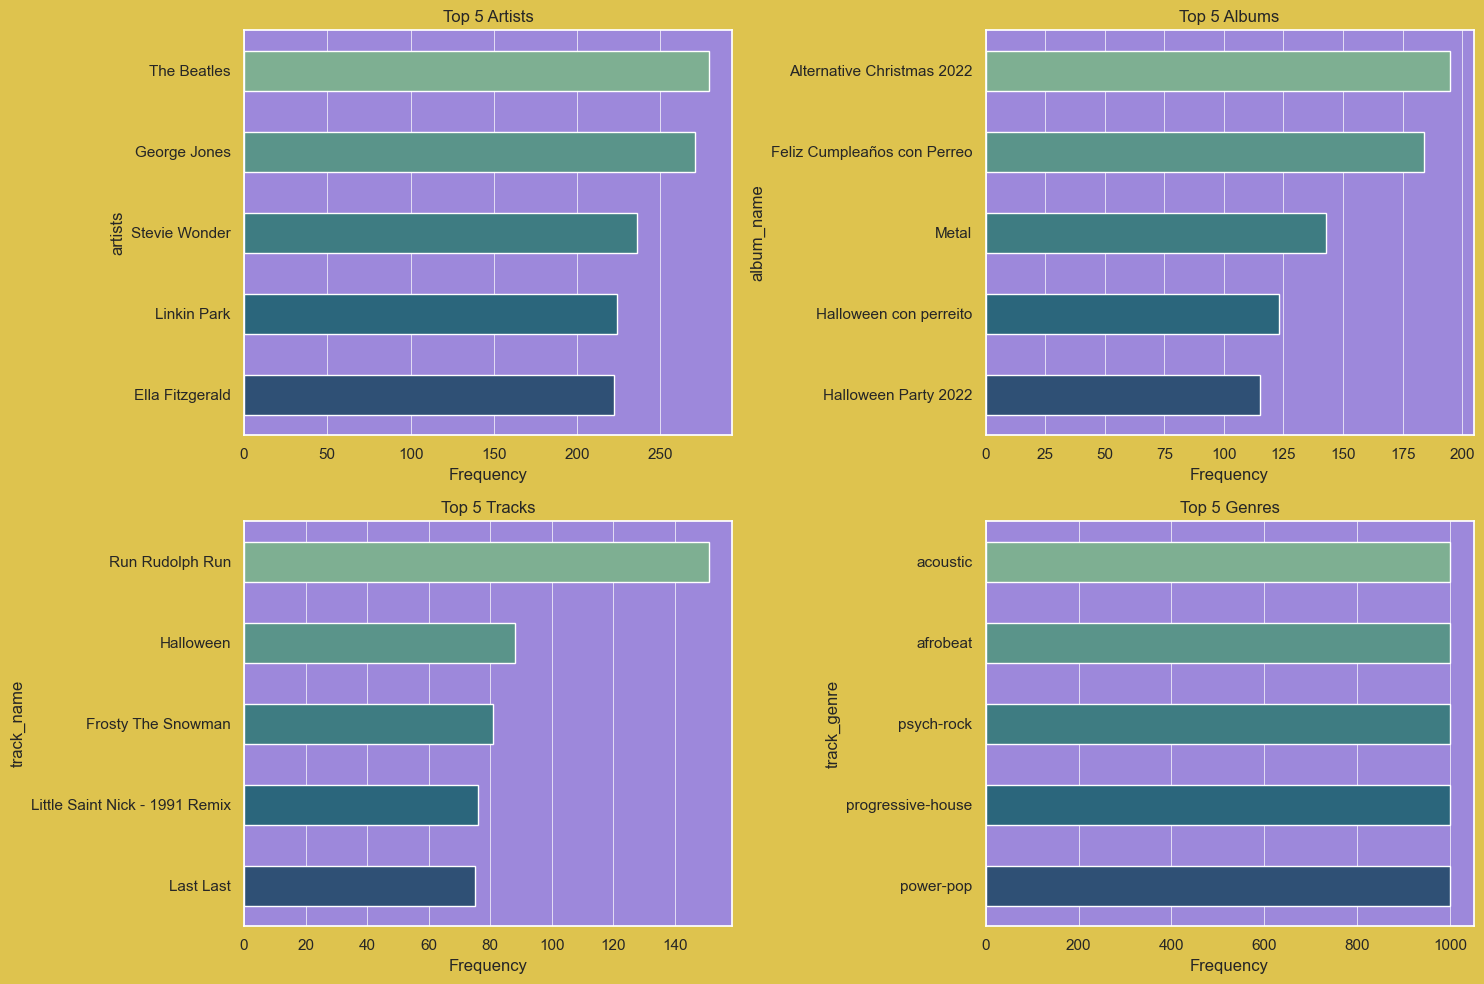 Top 5 Artists
artists
The Beatles
George Jones
Stevie Wonder
Linkin Park
Ella Fitzgerald
0 50 100 150 200 250
Frequency
Top 5 Albums
album_name
Alternative Christmas 2022
Feliz Cumpleaños con Perreo
Metal
Halloween con perreito
Halloween Party 2022
0 25 50 75 100 125 150 175 200
Frequency
Top 5 Tracks
track_name
Run Rudolph Run
Halloween
Frosty The Snowman
Little Saint Nick - 1991 Remix
Last Last
0 20 40 60 80 100 120 140
Frequency
Top 5 Genres
track_genre
acoustic
afrobeat
psych-rock
progressive-house
power-pop
0 200 400 600 800 1000
Frequency